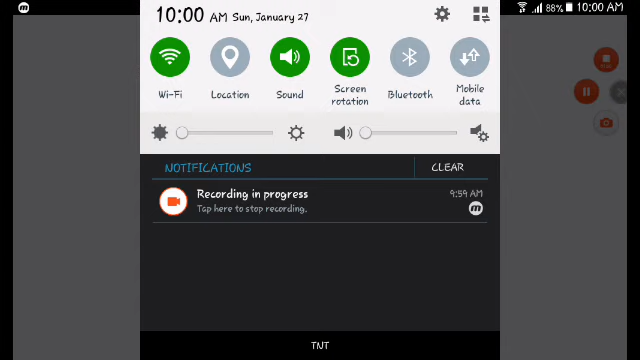 88% 10:00 AM
10:00 AM Sun, January 27
Wi-Fi
Location
Sound
Screen
rotation
Bluetooth
Mobile
data
NOTIFICATIONS
CLEAR
Recording in progress
9:59 AM
Tap here to stop recording.
m
TNT